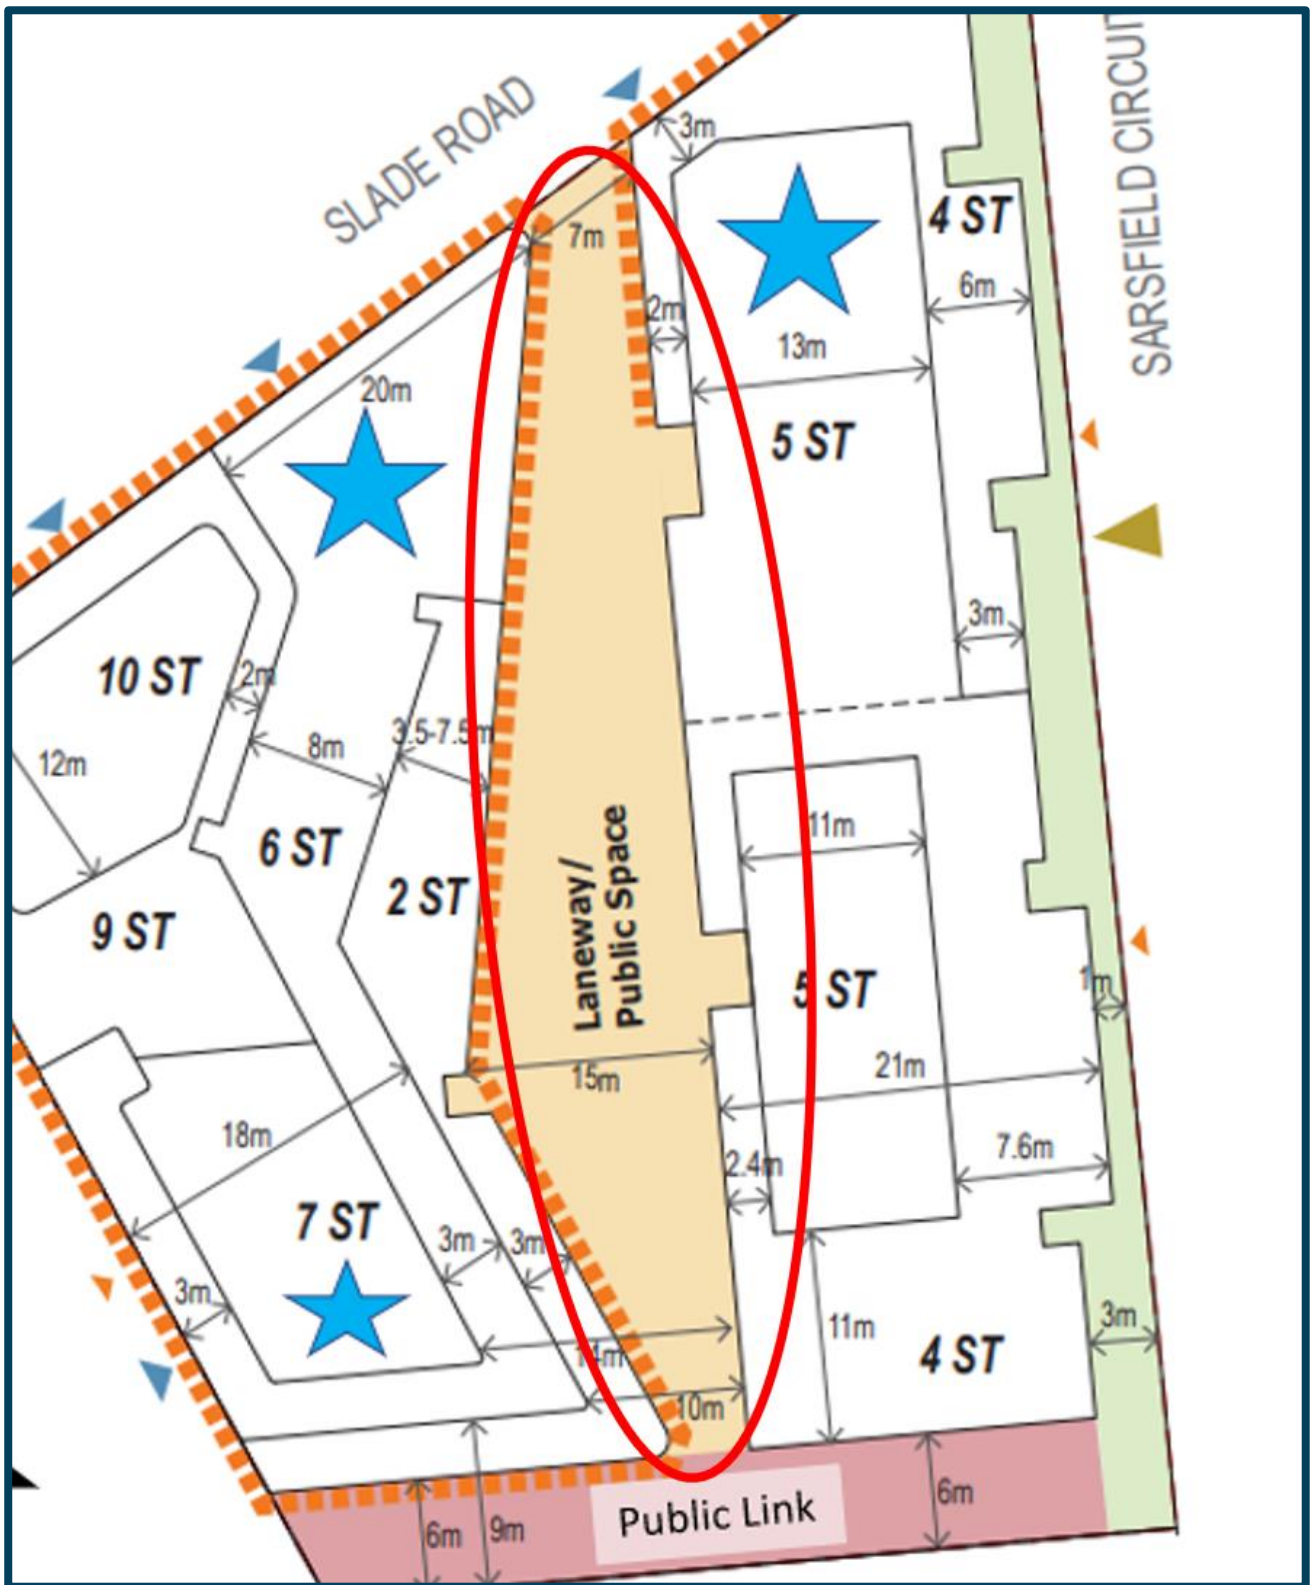 SLADE ROAD
SARSFIELD CIRCUI
3m
7m
4 ST
2m
6m
20m
13m
5 ST
10 ST
2m
3m
12m
8m
3.5-7.5m
6 ST
11m
9 ST
2 ST
Laneway/
Public Space
5 ST
1m
15m
21m
18m
2.4m
7.6m
7 ST
3m
3m
3m
14m
11m
4 ST
3m
10m
Public Link
6m
6m
9m